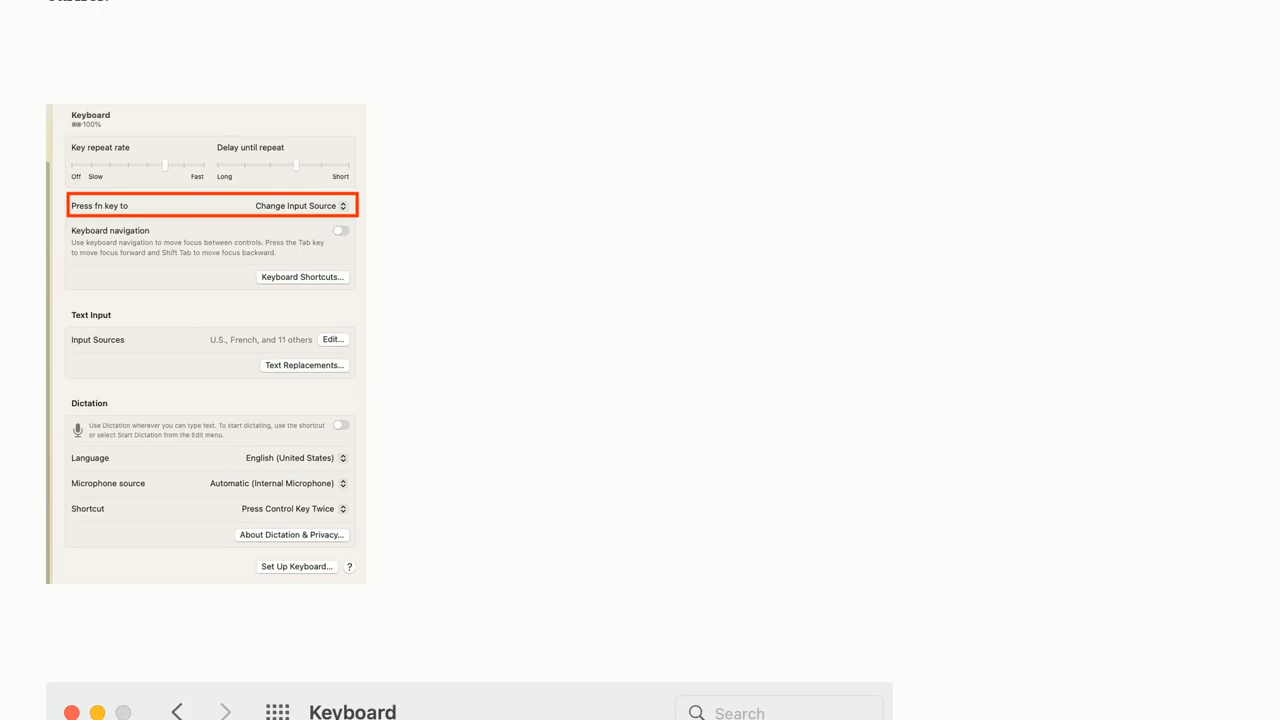 Keyboard
100%
Key repeat rate
Delay until repeat
Off Slow Fast
Long Short
Press fn key to Change Input Source
Keyboard navigation
Use keyboard navigation to move focus between controls. Press the Tab key
to move focus forward and Shift Tab to move focus backward.
Keyboard Shortcuts...
Text Input
Input Sources U.S., French, and 11 others Edit...
Text Replacements...
Dictation
Use Dictation wherever you can type text. To start dictating, use the shortcut
or select Start Dictation from the Edit menu.
Language English (United States)
Microphone source Automatic (Internal Microphone)
Shortcut Press Control Key Twice
About Dictation & Privacy...
Set Up Keyboard... ?
Keyboard
Search